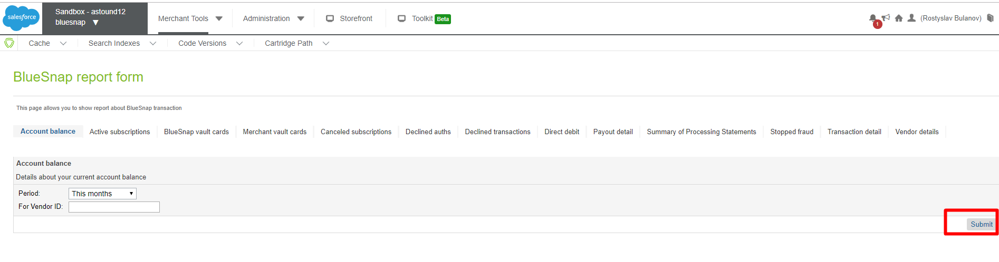 salesforce
Sandbox - astound12
bluesnap ▼
Merchant Tools
Administration
Storefront
Toolkit Beta
1
(Rostyslav Bulanov)
Cache
Search Indexes
Code Versions
Cartridge Path
BlueSnap report form
This page allows you to show report about BlueSnap transaction
Account balance Active subscriptions BlueSnap vault cards Merchant vault cards Canceled subscriptions Declined auths Declined transactions Direct debit Payout detail Summary of Processing Statements Stopped fraud Transaction detail Vendor details
Account balance
Details about your current account balance
Period: This months
For Vendor ID:
Submit